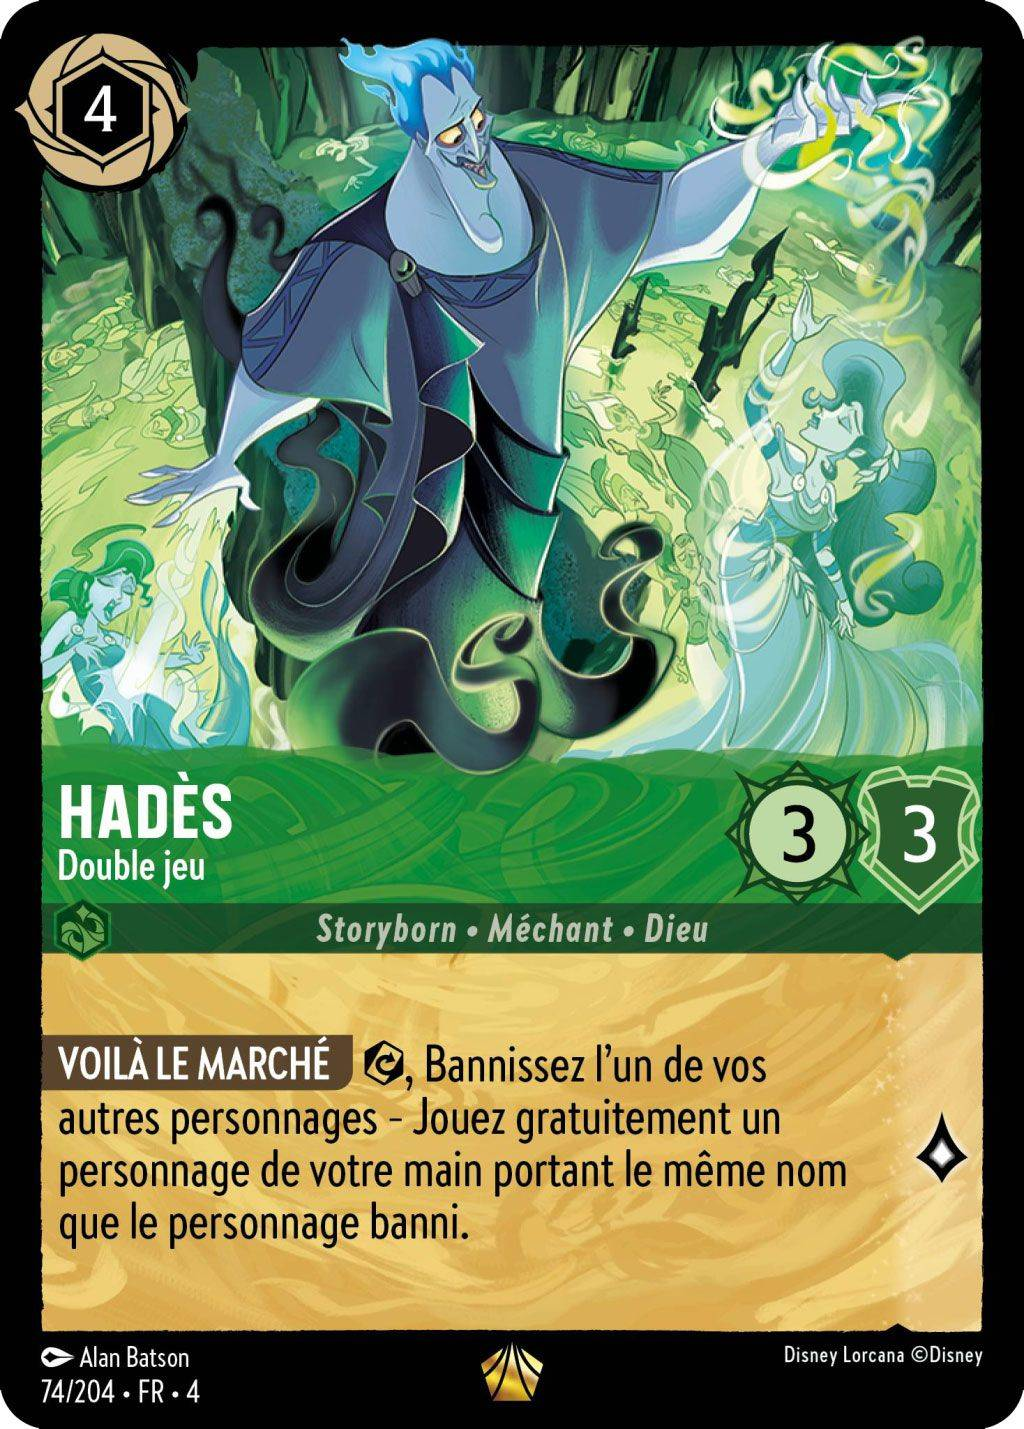 4
HADÈS
Double jeu
3
3
Storyborn • Méchant • Dieu
VOILÀ LE MARCHÉ , Bannissez l’un de vos
autres personnages - Jouez gratuitement un
personnage de votre main portant le même nom
que le personnage banni.
Alan Batson
74/204 • FR • 4
Disney Lorcana ©Disney